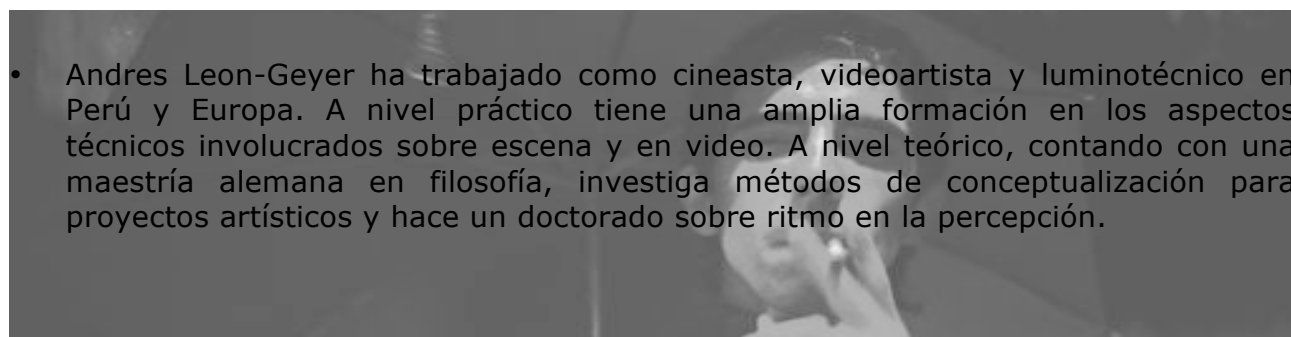 • Andres Leon-Geyer ha trabajado como cineasta, videoartista y luminotécnico en
Perú y Europa. A nivel práctico tiene una amplia formación en los aspectos
técnicos involucrados sobre escena y en video. A nivel teórico, contando con una
maestría alemana en filosofía, investiga métodos de conceptualización para
proyectos artísticos y hace un doctorado sobre ritmo en la percepción.